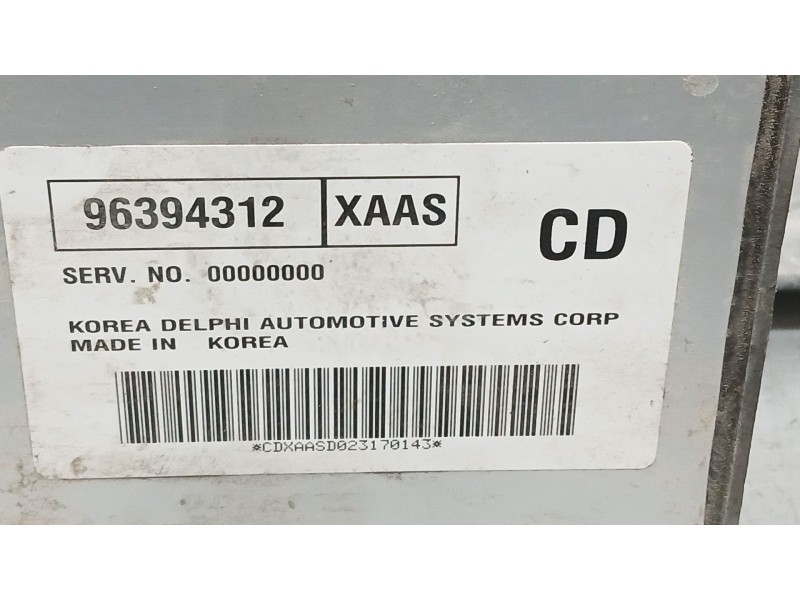 96394312 XAAS CD
SERV. NO. 00000000
KOREA DELPHI AUTOMOTIVE SYSTEMS CORP
MADE IN KOREA
*CDXAASD023170143*